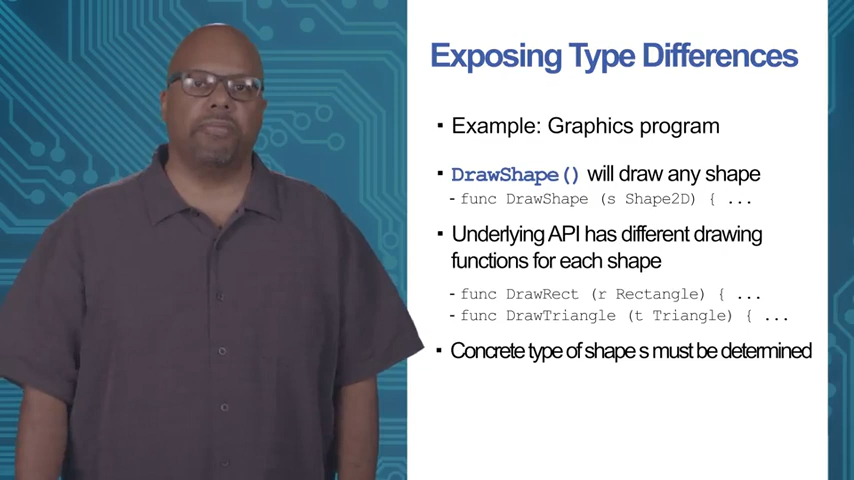 Exposing Type Differences
▪ Example: Graphics program
▪ DrawShape() will draw any shape
- func DrawShape (s Shape2D) { ...
▪ Underlying API has different drawing
functions for each shape
- func DrawRect (r Rectangle) { ...
- func DrawTriangle (t Triangle) { ...
▪ Concrete type of shape s must be determined